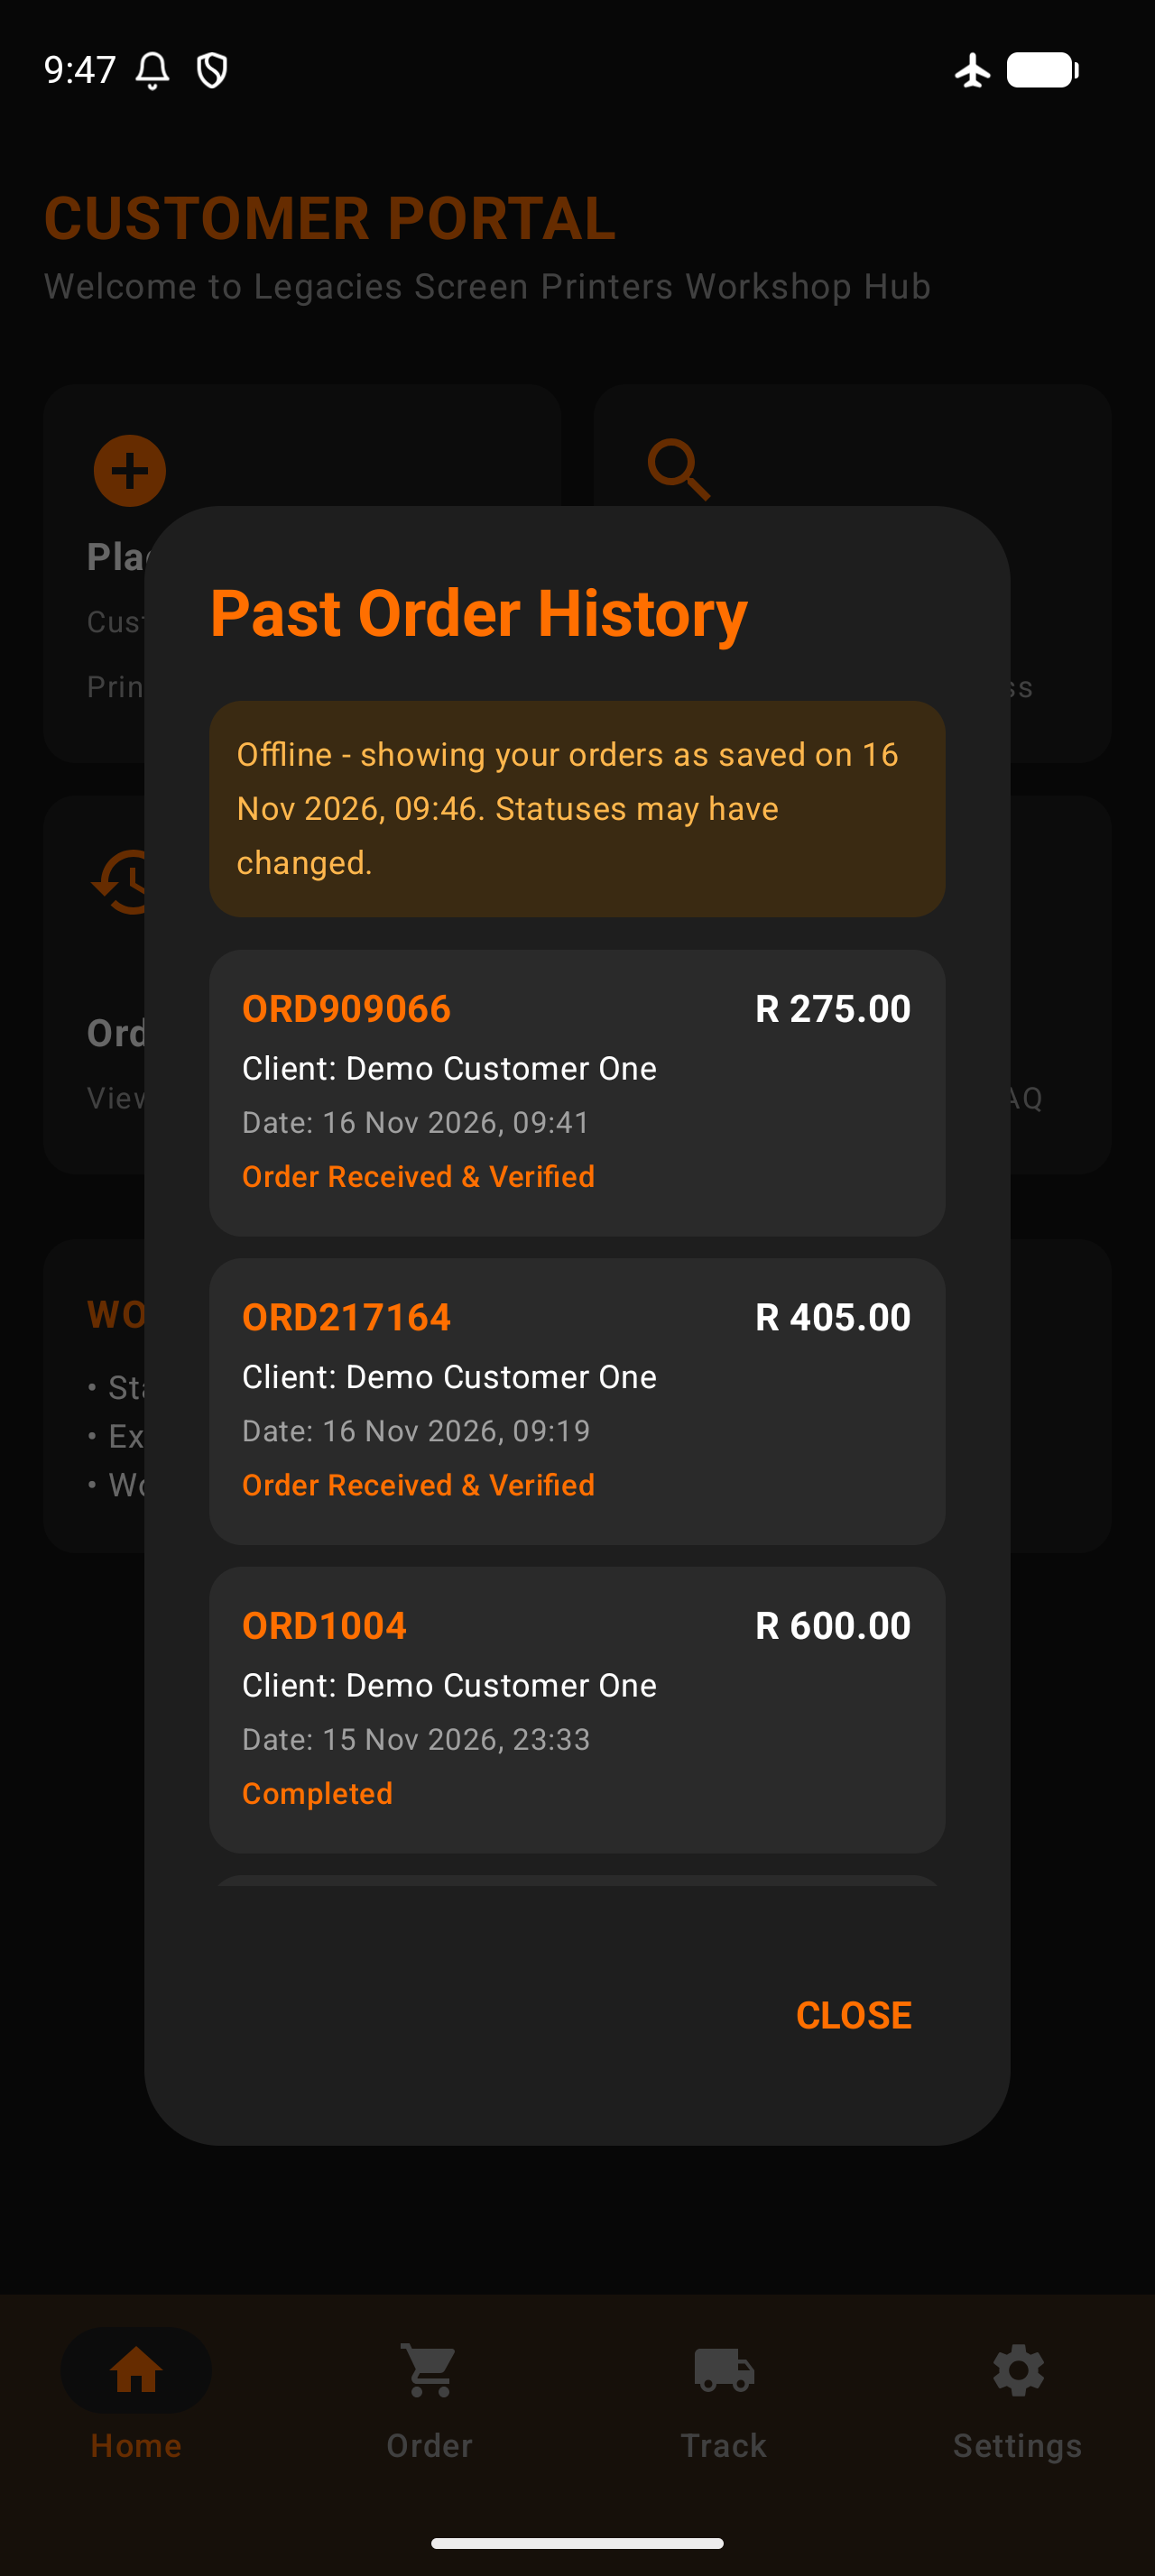 9:47
CUSTOMER PORTAL
Welcome to Legacies Screen Printers Workshop Hub
Past Order History
Offline - showing your orders as saved on 16
Nov 2026, 09:46. Statuses may have
changed.
ORD909066 R 275.00
Client: Demo Customer One
Date: 16 Nov 2026, 09:41
Order Received & Verified
ORD217164 R 405.00
Client: Demo Customer One
Date: 16 Nov 2026, 09:19
Order Received & Verified
ORD1004 R 600.00
Client: Demo Customer One
Date: 15 Nov 2026, 23:33
Completed
CLOSE
Home Order Track Settings